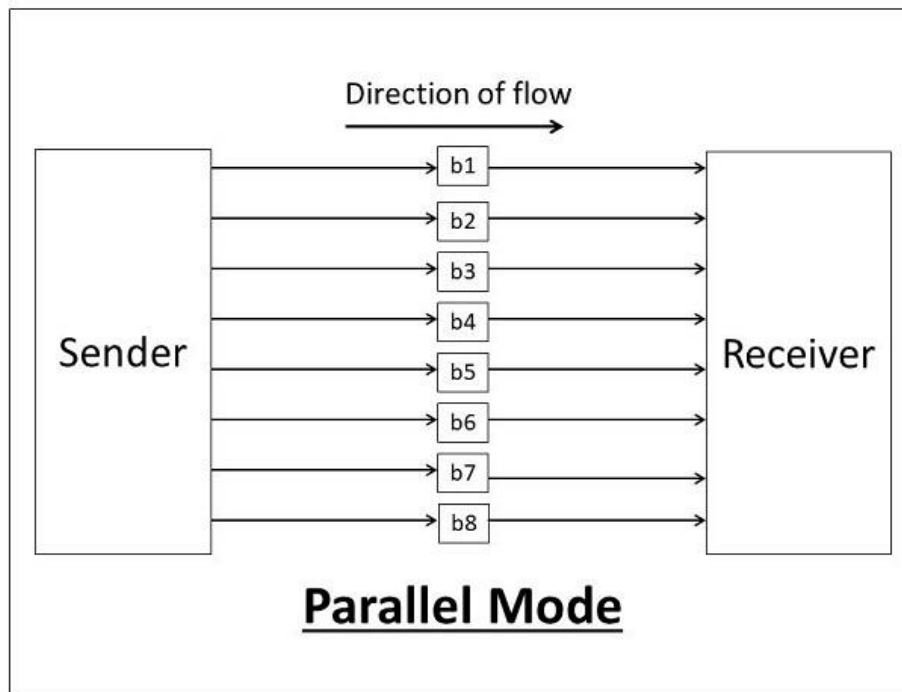 Direction of flow
b1
b2
b3
b4
Sender
Receiver
b5
b6
b7
b8
Parallel Mode